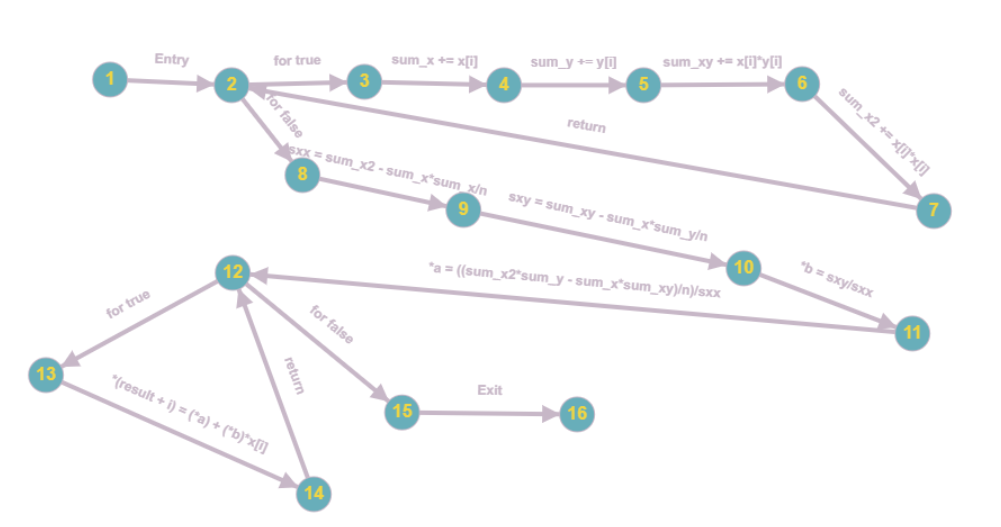 Entry
for true
sum_x += x[i]
sum_y += y[i]
sum_xy += x[i]*y[i]
1
2
3
4
5
6
sum_x2 += x[i]*x[i]
for false
return
sxx = sum_x2 - sum_x*sum_x/n
8
9
7
sxy = sum_xy - sum_x*sum_y/n
10
*b = sxy/sxx
12
*a = ((sum_x2*sum_y - sum_x*sum_xy)/n)/sxx
11
for true
for false
13
return
*(result + i) = (*a) + (*b)*x[i]
15
Exit
16
14